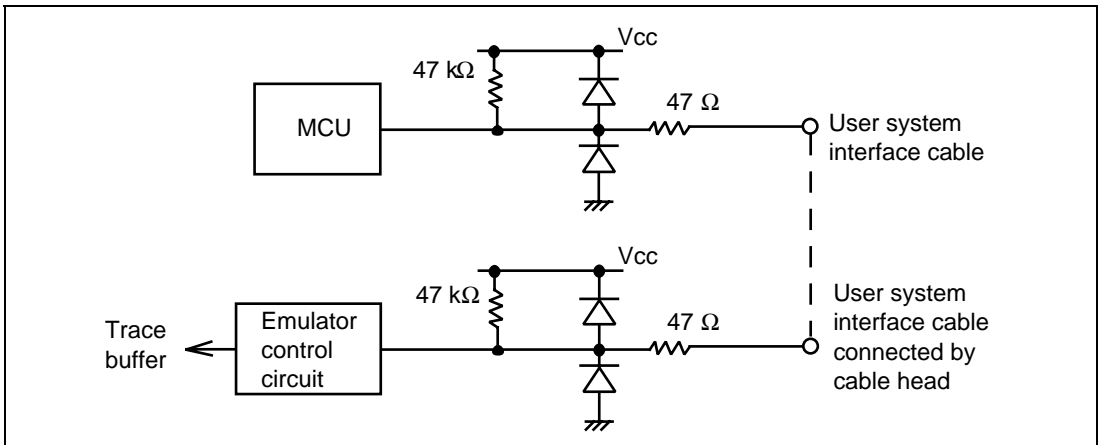 Vcc
47 kΩ
47 Ω
MCU
User system
interface cable
Vcc
47 kΩ
47 Ω
Trace
buffer
Emulator
control
circuit
User system
interface cable
connected by
cable head